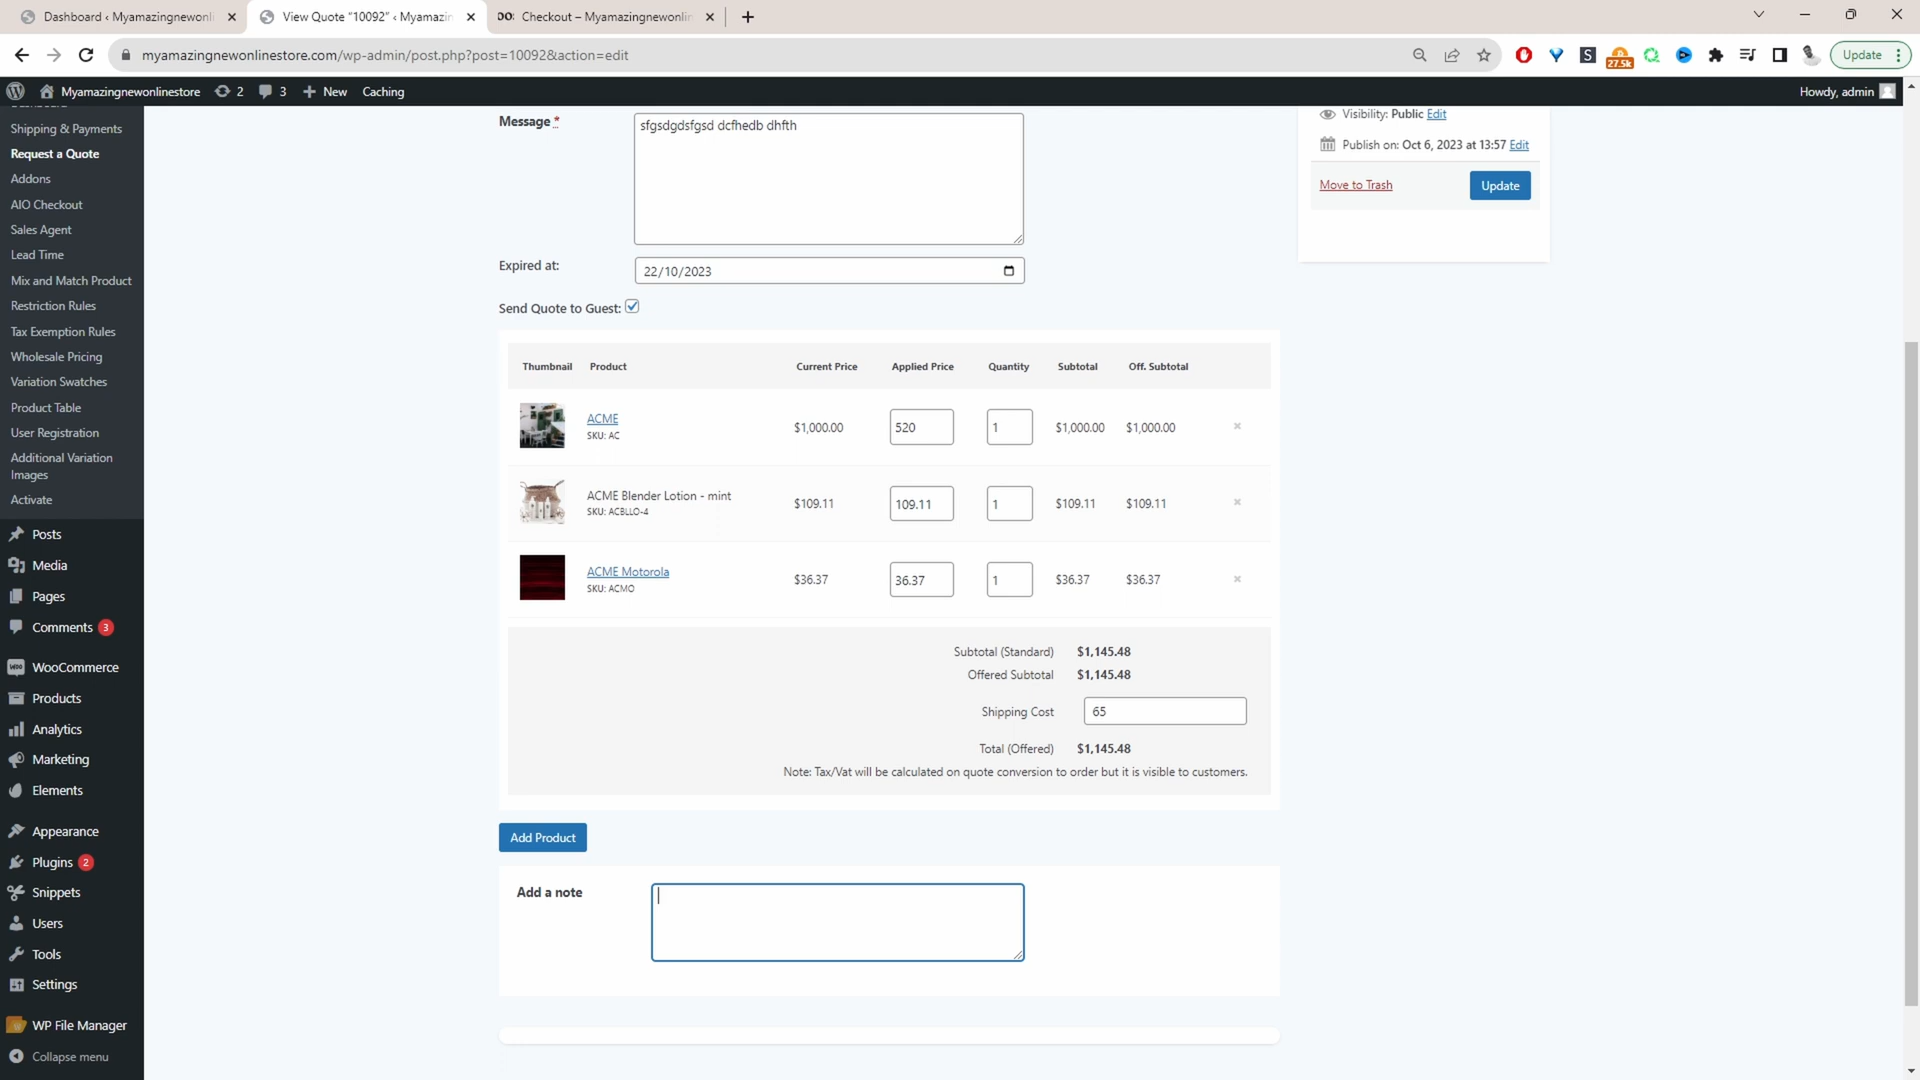 Dashboard ‹ Myamazingnewonli
View Quote "10092" ‹ Myamazin
Checkout – Myamazingnewonlin
myamazingnewonlinestore.com/wp-admin/post.php?post=10092&action=edit
27.5k
Update
Myamazingnewonlinestore
2
3
New
Caching
Howdy, admin
Shipping & Payments
Request a Quote
Addons
AIO Checkout
Sales Agent
Lead Time
Mix and Match Product
Restriction Rules
Tax Exemption Rules
Wholesale Pricing
Variation Swatches
Product Table
User Registration
Additional Variation
Images
Activate
Posts
Media
Pages
Comments 3
WooCommerce
Products
Analytics
Marketing
Elements
Appearance
Plugins 2
Snippets
Users
Tools
Settings
WP File Manager
Collapse menu
Message *
sfgsdgdsfgsd dcfhedb dhfth
Expired at:
22/10/2023
Send Quote to Guest:
Thumbnail Product Current Price Applied Price Quantity Subtotal Off. Subtotal
ACME
SKU: AC
$1,000.00 520 1 $1,000.00 $1,000.00
ACME Blender Lotion - mint
SKU: ACBLLO-4
$109.11 109.11 1 $109.11 $109.11
ACME Motorola
SKU: ACMO
$36.37 36.37 1 $36.37 $36.37
Subtotal (Standard) $1,145.48
Offered Subtotal $1,145.48
Shipping Cost 65
Total (Offered) $1,145.48
Note: Tax/Vat will be calculated on quote conversion to order but it is visible to customers.
Add Product
Add a note
Visibility: Public Edit
Publish on: Oct 6, 2023 at 13:57 Edit
Move to Trash
Update